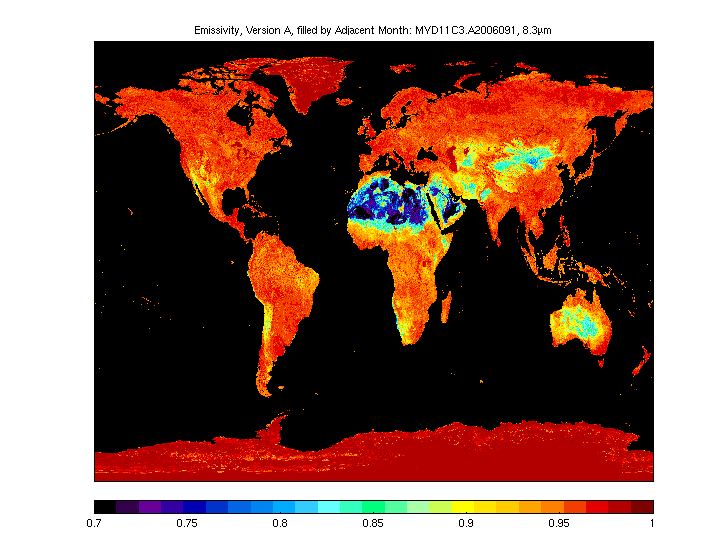 Emissivity, Version A, filled by Adjacent Month: MYD11C3.A2006091, 8.3µm
0.7 0.75 0.8 0.85 0.9 0.95 1